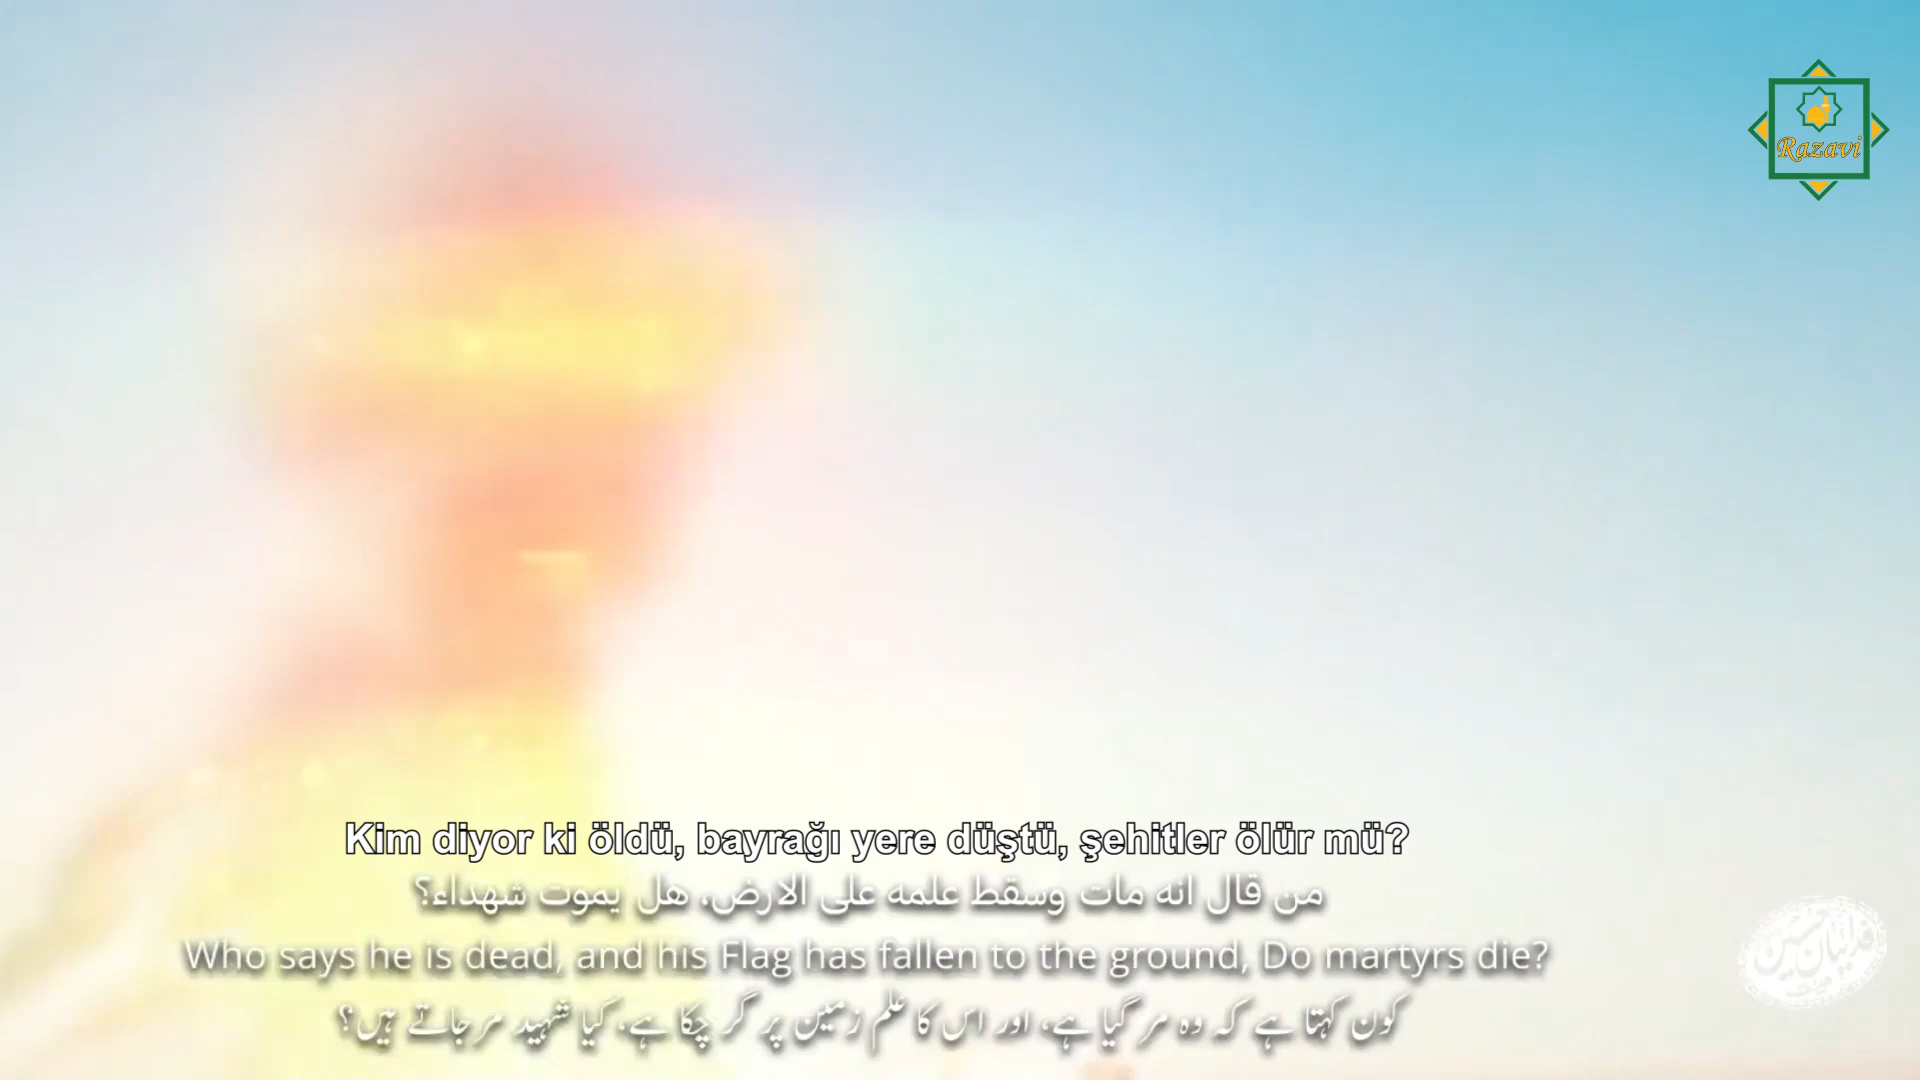 Razavi
Kim diyor ki öldü, bayrağı yere düştü, şehitler ölür mü?
من قال انه مات وسقط علمه على الارض، هل يموت شهداء؟
Who says he is dead, and his Flag has fallen to the ground, Do martyrs die?
کون کہتا ہے کہ وہ مر گیا ہے، اور اس کا علم زمین پر گر چکا ہے، کیا شہید مر جاتے ہیں؟
فدائیان حسین